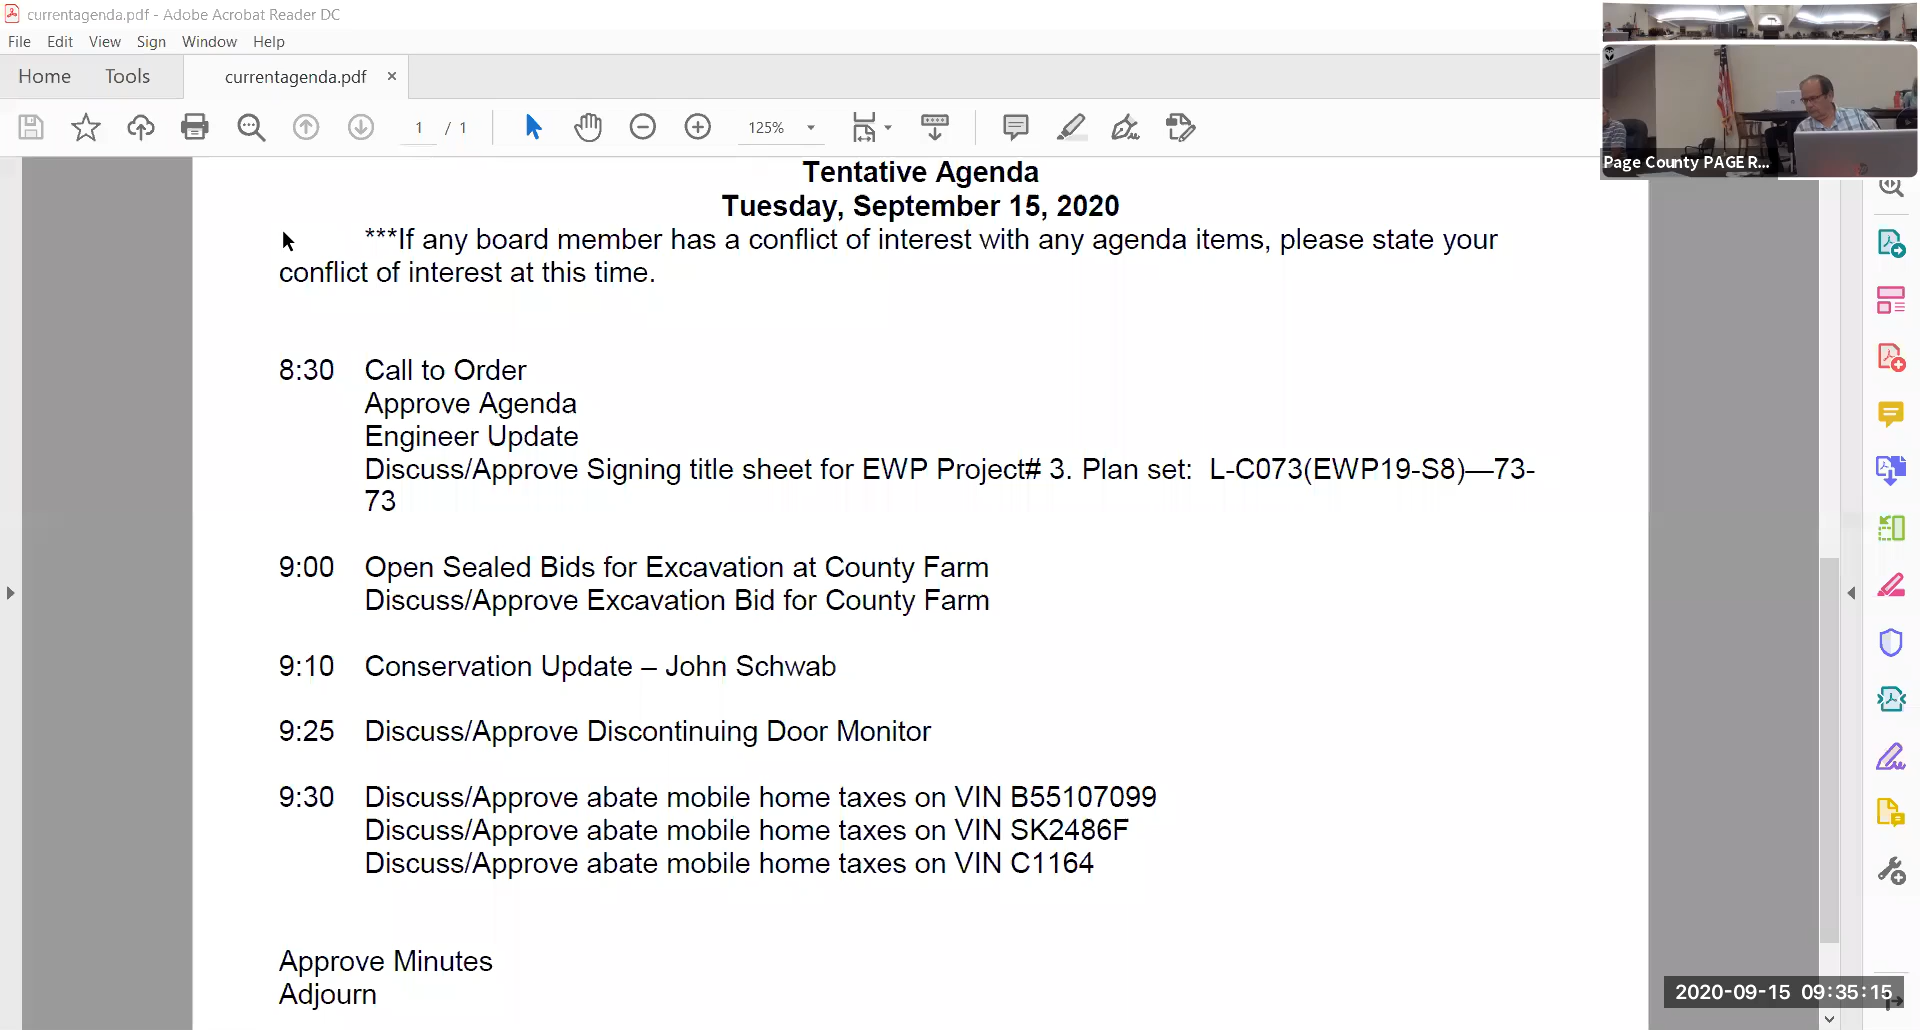 currentagenda.pdf - Adobe Acrobat Reader DC
File Edit View Sign Window Help
Home Tools currentagenda.pdf ×
1 / 1 125%
Page County PAGE R...
Tentative Agenda
Tuesday, September 15, 2020
***If any board member has a conflict of interest with any agenda items, please state your
conflict of interest at this time.
8:30 Call to Order
Approve Agenda
Engineer Update
Discuss/Approve Signing title sheet for EWP Project# 3. Plan set: L-C073(EWP19-S8)—73-
73
9:00 Open Sealed Bids for Excavation at County Farm
Discuss/Approve Excavation Bid for County Farm
9:10 Conservation Update – John Schwab
9:25 Discuss/Approve Discontinuing Door Monitor
9:30 Discuss/Approve abate mobile home taxes on VIN B55107099
Discuss/Approve abate mobile home taxes on VIN SK2486F
Discuss/Approve abate mobile home taxes on VIN C1164
Approve Minutes
Adjourn
2020-09-15 09:35:15